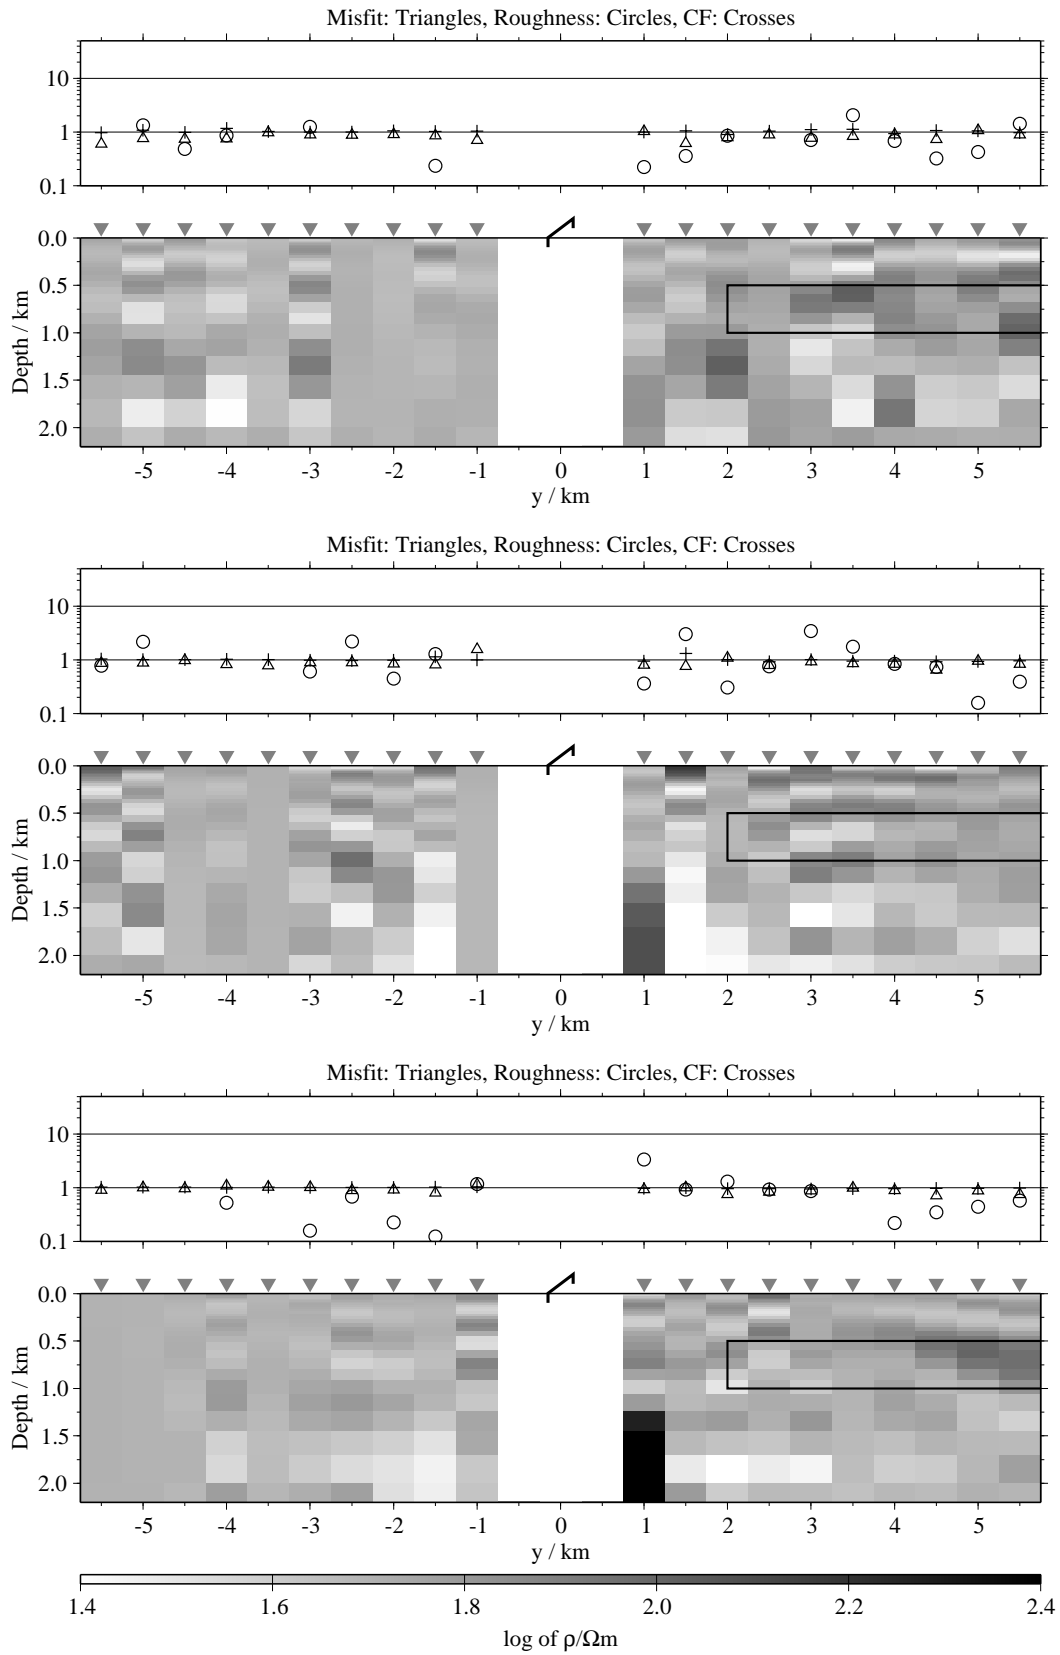 Misfit: Triangles, Roughness: Circles, CF: Crosses
10
1
0.1
0.0
0.5
1.0
1.5
2.0
Depth / km
-5 -4 -3 -2 -1 0 1 2 3 4 5
y / km
Misfit: Triangles, Roughness: Circles, CF: Crosses
10
1
0.1
0.0
0.5
1.0
1.5
2.0
Depth / km
-5 -4 -3 -2 -1 0 1 2 3 4 5
y / km
Misfit: Triangles, Roughness: Circles, CF: Crosses
10
1
0.1
0.0
0.5
1.0
1.5
2.0
Depth / km
-5 -4 -3 -2 -1 0 1 2 3 4 5
y / km
1.4 1.6 1.8 2.0 2.2 2.4
log of ρ/Ωm